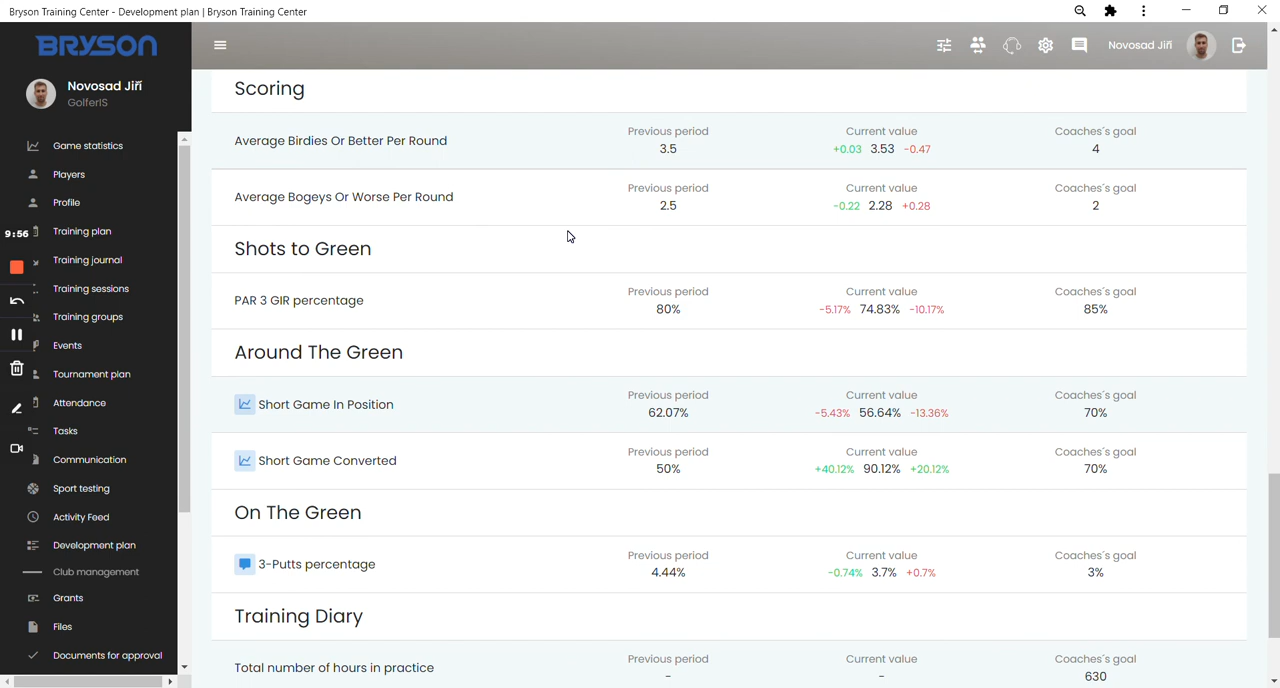 Bryson Training Center - Development plan | Bryson Training Center
BRYSON
Novosad Jiří
Novosad Jiří
GolferIS
Game statistics
Players
Profile
9:56
Training plan
Training journal
Training sessions
Training groups
Events
Tournament plan
Attendance
Tasks
Communication
Sport testing
Activity Feed
Development plan
Club management
Grants
Files
Documents for approval
Scoring
Average Birdies Or Better Per Round
Previous period
3.5
Current value
+0.03 3.53 -0.47
Coaches´s goal
4
Average Bogeys Or Worse Per Round
Previous period
2.5
Current value
-0.22 2.28 +0.28
Coaches´s goal
2
Shots to Green
PAR 3 GIR percentage
Previous period
80%
Current value
-5.17% 74.83% -10.17%
Coaches´s goal
85%
Around The Green
Short Game In Position
Previous period
62.07%
Current value
-5.43% 56.64% -13.36%
Coaches´s goal
70%
Short Game Converted
Previous period
50%
Current value
+40.12% 90.12% +20.12%
Coaches´s goal
70%
On The Green
3-Putts percentage
Previous period
4.44%
Current value
-0.74% 3.7% +0.7%
Coaches´s goal
3%
Training Diary
Total number of hours in practice
Previous period
-
Current value
-
Coaches´s goal
630